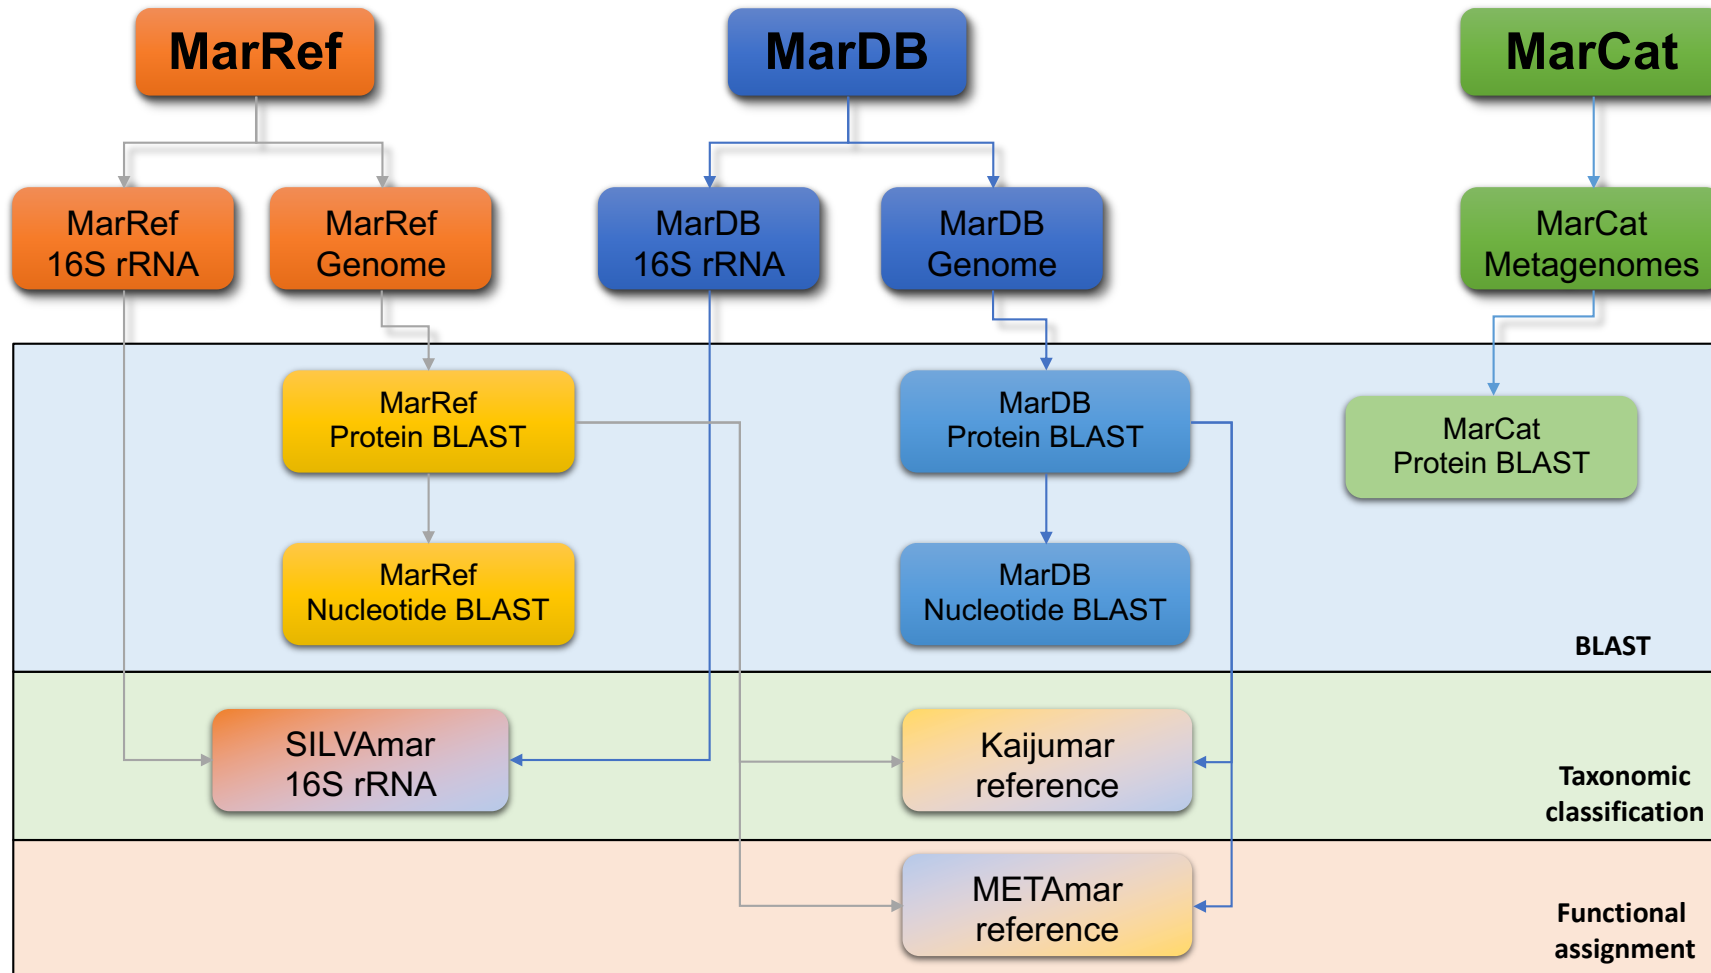 MarRef
MarDB
MarCat
MarRef
16S rRNA
MarRef
Genome
MarDB
16S rRNA
MarDB
Genome
MarCat
Metagenomes
MarRef
Protein BLAST
MarDB
Protein BLAST
MarCat
Protein BLAST
MarRef
Nucleotide BLAST
MarDB
Nucleotide BLAST
BLAST
SILVAmar
16S rRNA
Kaijumar
reference
Taxonomic
classification
METAmar
reference
Functional
assignment